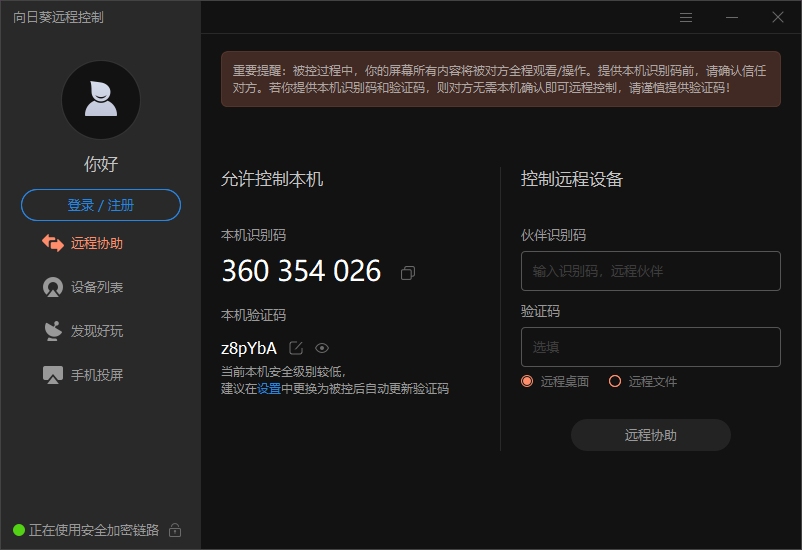 向日葵远程控制
你好
登录 / 注册
远程协助
设备列表
发现好玩
手机投屏
正在使用安全加密链路
重要提醒：被控过程中，你的屏幕所有内容将被对方全程观看/操作。提供本机识别码前，请确认信任
对方。若你提供本机识别码和验证码，则对方无需本机确认即可远程控制，请谨慎提供验证码！
允许控制本机
本机识别码
360 354 026
本机验证码
z8pYbA
当前本机安全级别较低，
建议在设置中更换为被控后自动更新验证码
控制远程设备
伙伴识别码
输入识别码，远程伙伴
验证码
选填
远程桌面 远程文件
远程协助